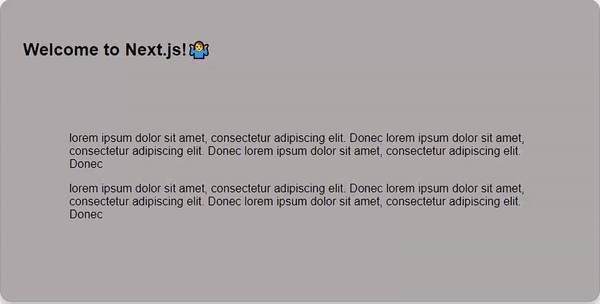 Welcome to Next.js!🤷‍♀️
lorem ipsum dolor sit amet, consectetur adipiscing elit. Donec lorem ipsum dolor sit amet,
consectetur adipiscing elit. Donec lorem ipsum dolor sit amet, consectetur adipiscing elit.
Donec
lorem ipsum dolor sit amet, consectetur adipiscing elit. Donec lorem ipsum dolor sit amet,
consectetur adipiscing elit. Donec lorem ipsum dolor sit amet, consectetur adipiscing elit.
Donec